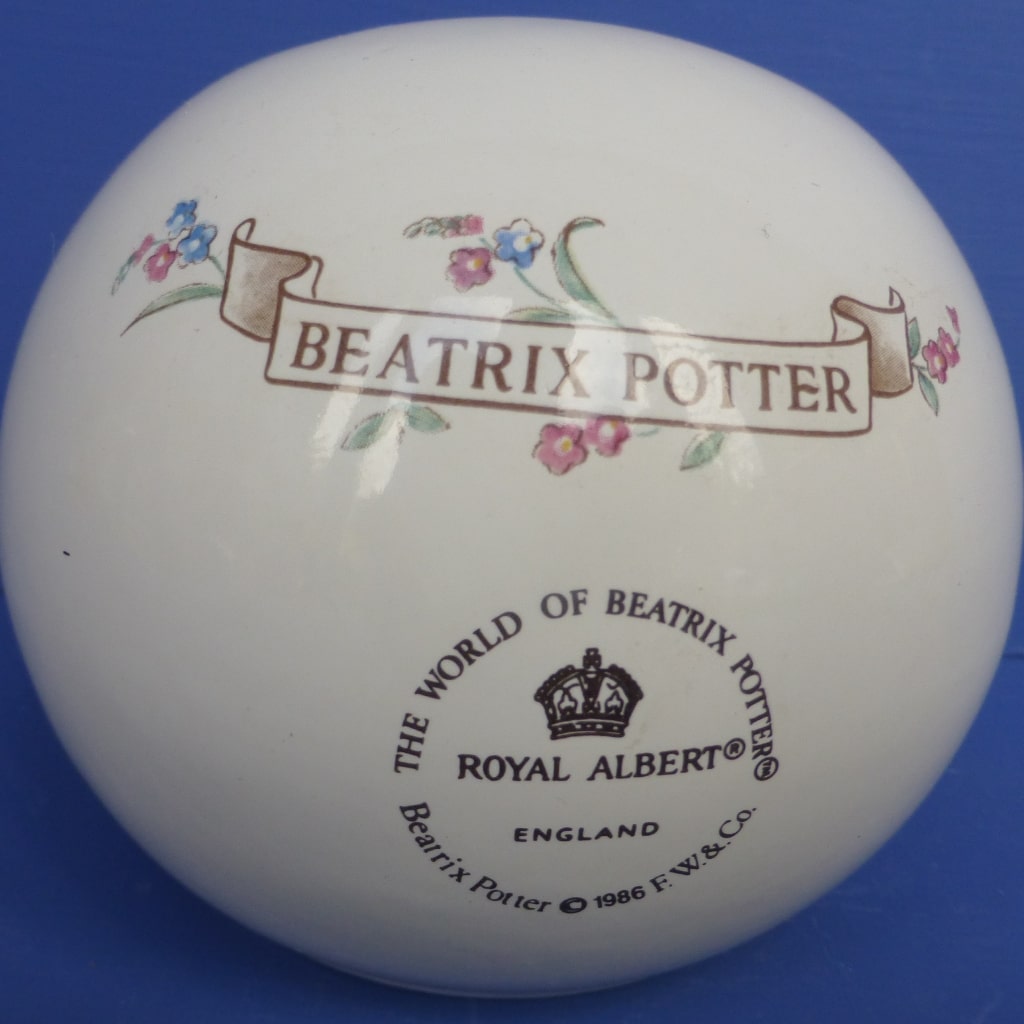 BEATRIX POTTER
THE WORLD OF BEATRIX POTTER™
ROYAL ALBERT®
ENGLAND
Beatrix Potter © 1986 F. W. & Co.